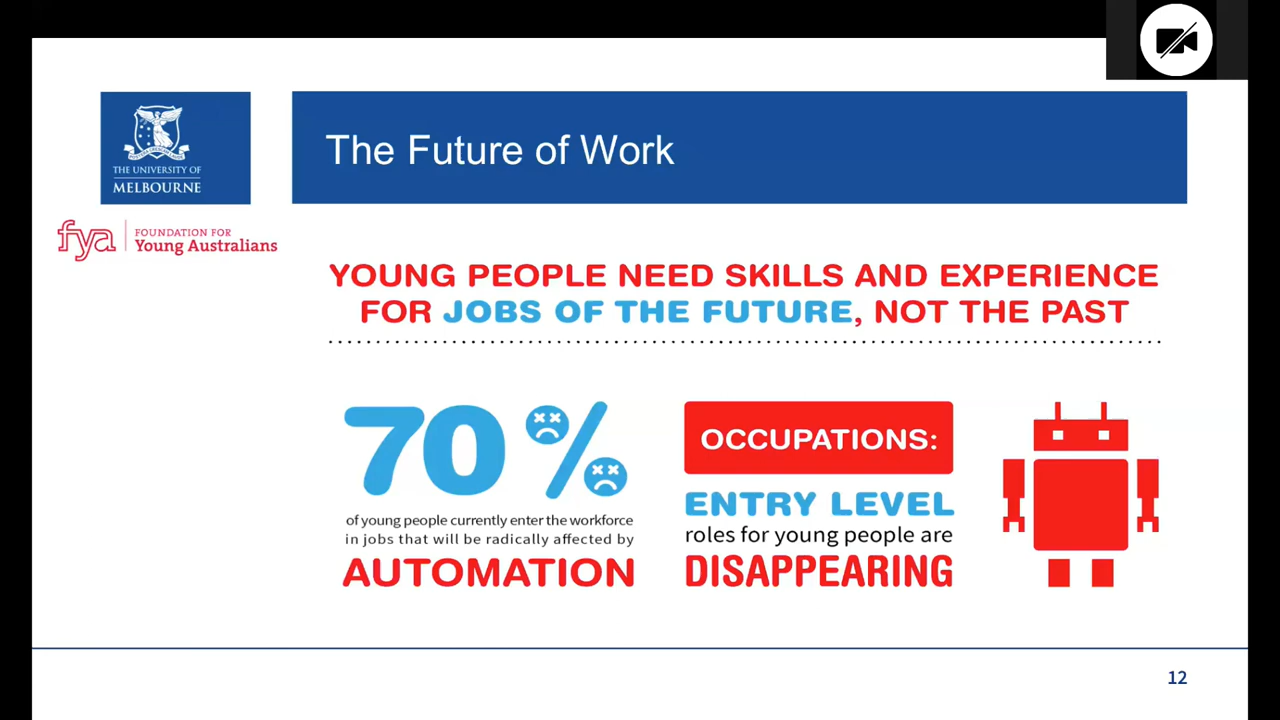 THE UNIVERSITY OF
MELBOURNE
The Future of Work
fya
FOUNDATION FOR
Young Australians
YOUNG PEOPLE NEED SKILLS AND EXPERIENCE
FOR JOBS OF THE FUTURE, NOT THE PAST
70%
of young people currently enter the workforce
in jobs that will be radically affected by
AUTOMATION
OCCUPATIONS:
ENTRY LEVEL
roles for young people are
DISAPPEARING
12